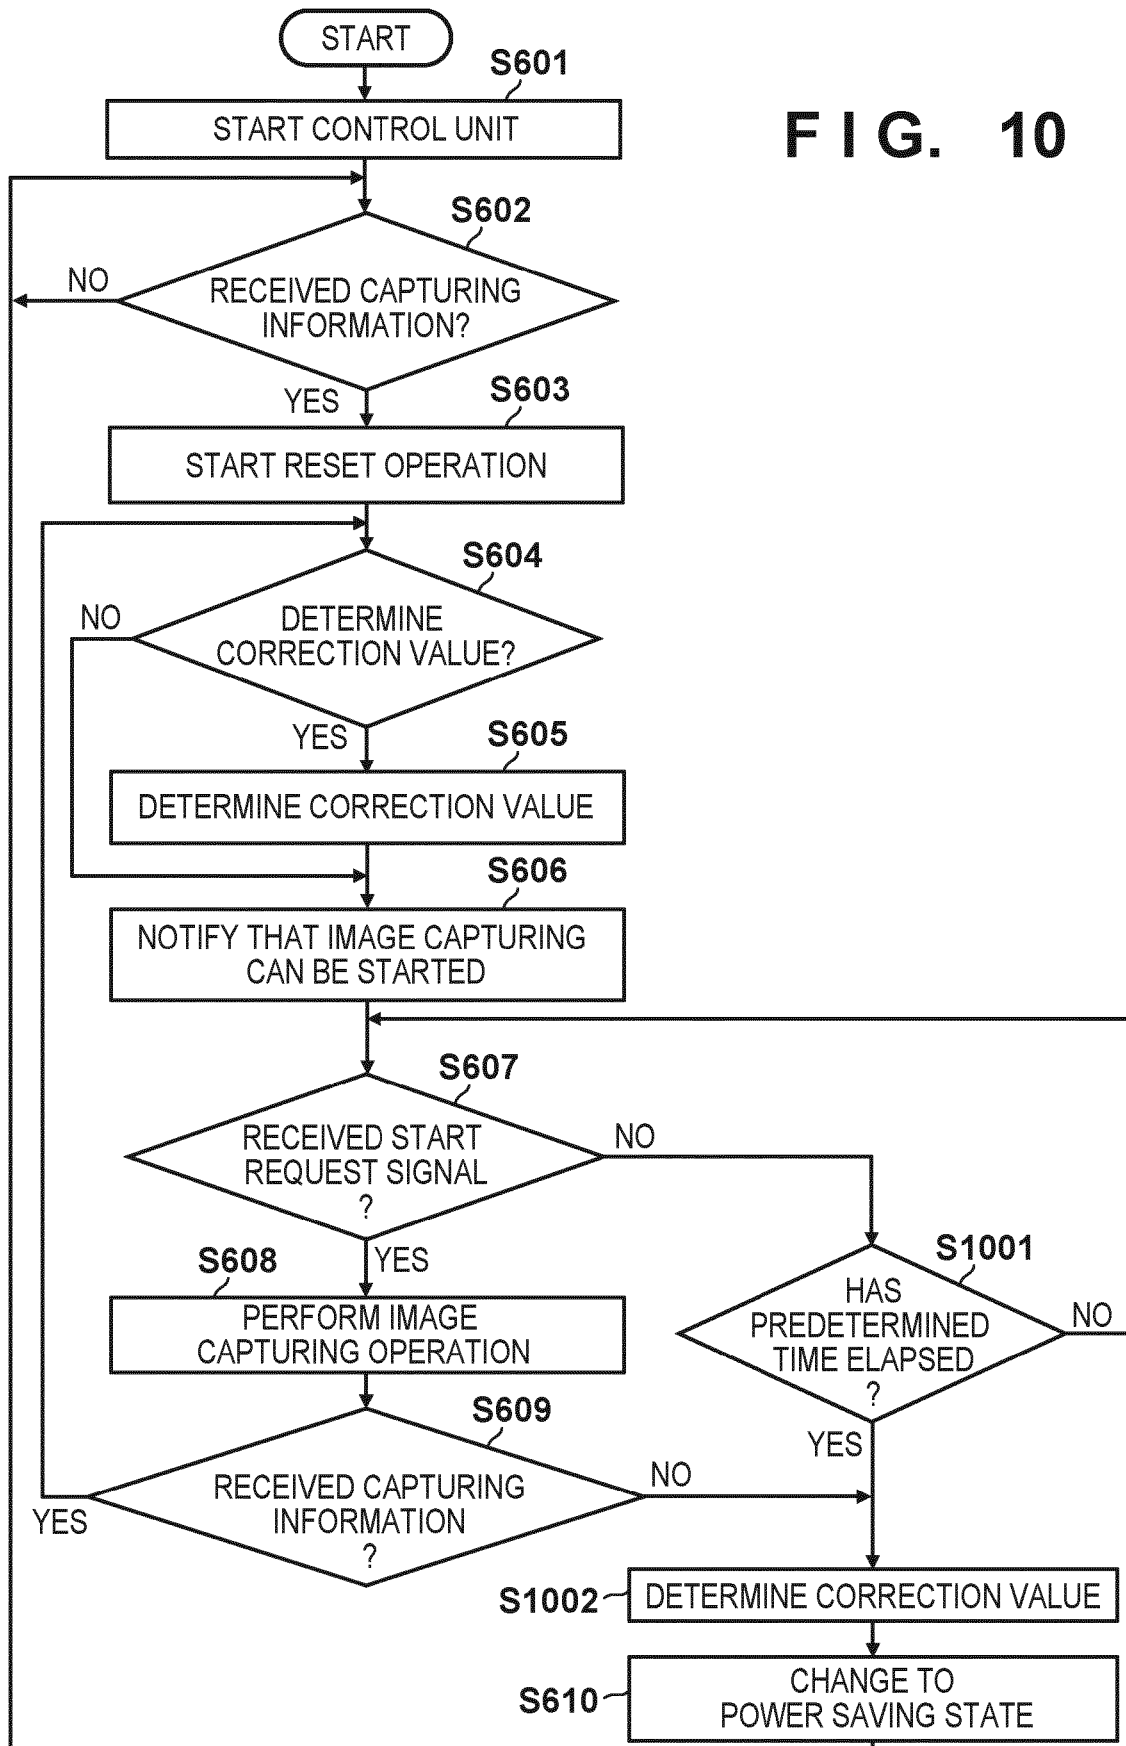 START
S601
START CONTROL UNIT
FIG. 10
S602
NO
RECEIVED CAPTURING
INFORMATION?
YES
S603
START RESET OPERATION
S604
NO
DETERMINE
CORRECTION VALUE?
YES
S605
DETERMINE CORRECTION VALUE
S606
NOTIFY THAT IMAGE CAPTURING
CAN BE STARTED
S607
RECEIVED START
REQUEST SIGNAL
?
NO
YES
S608
PERFORM IMAGE
CAPTURING OPERATION
S1001
HAS
PREDETERMINED
TIME ELAPSED
?
NO
YES
S609
RECEIVED CAPTURING
INFORMATION
?
NO
YES
S1002
DETERMINE CORRECTION VALUE
S610
CHANGE TO
POWER SAVING STATE